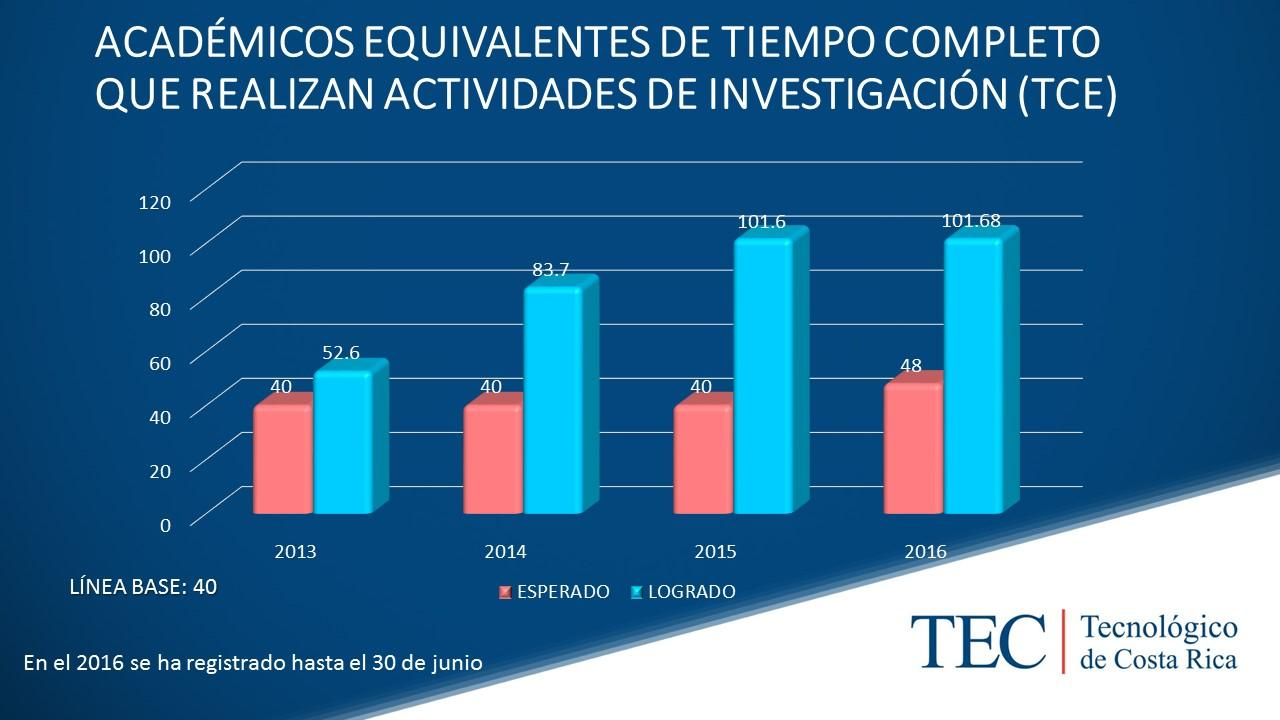 ACADÉMICOS EQUIVALENTES DE TIEMPO COMPLETO
QUE REALIZAN ACTIVIDADES DE INVESTIGACIÓN (TCE)
120
100
80
60
40
20
0
40
52.6
40
83.7
40
101.6
48
101.68
2013
2014
2015
2016
LÍNEA BASE: 40
ESPERADO
LOGRADO
En el 2016 se ha registrado hasta el 30 de junio
TEC
Tecnológico
de Costa Rica